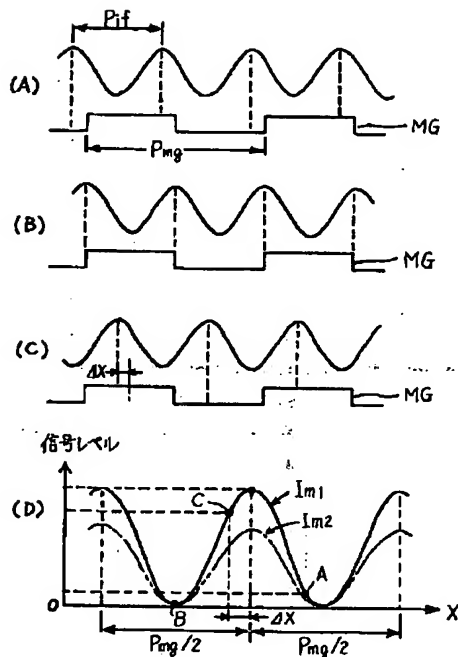 Pif
(A)
MG
Pmg
(B)
MG
(C)
ΔX
MG
信号レベル
(D)
C
Im1
Im2
A
0
B
ΔX
X
Pmg/2
Pmg/2